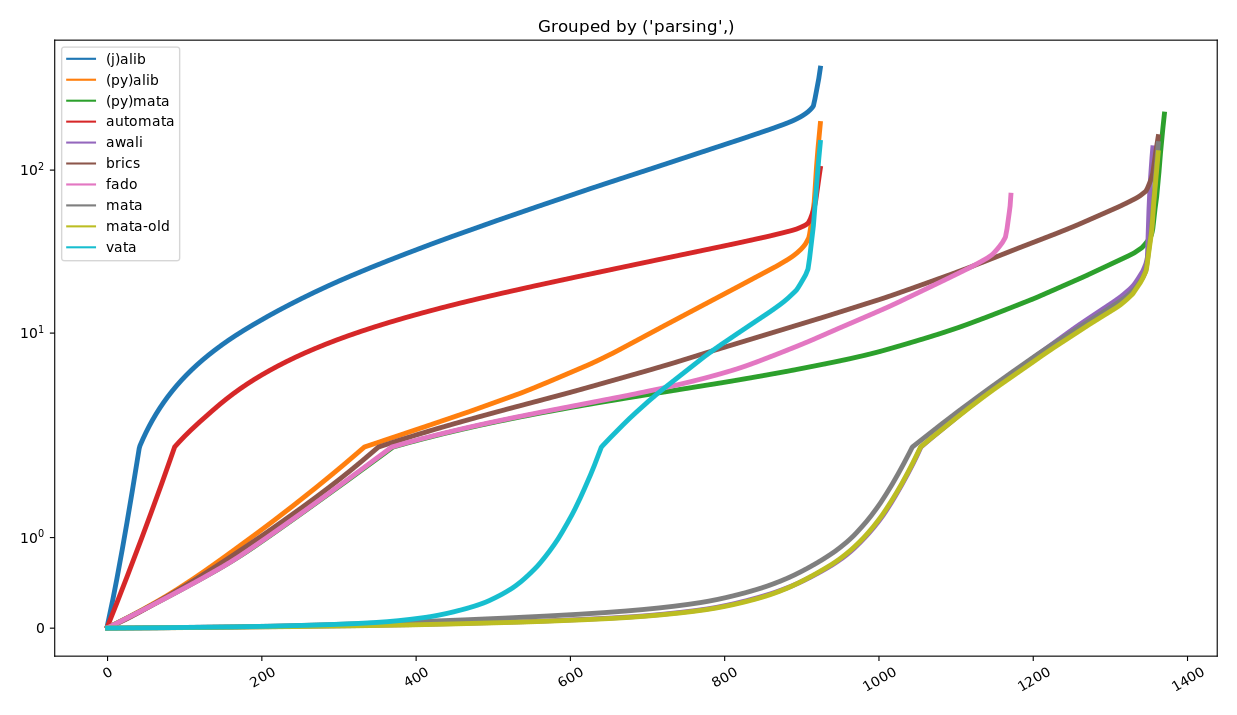 Grouped by ('parsing',)
(j)alib
(py)alib
(py)mata
automata
awali
brics
fado
mata
mata-old
vata
10²
10¹
10⁰
0
0
200
400
600
800
1000
1200
1400